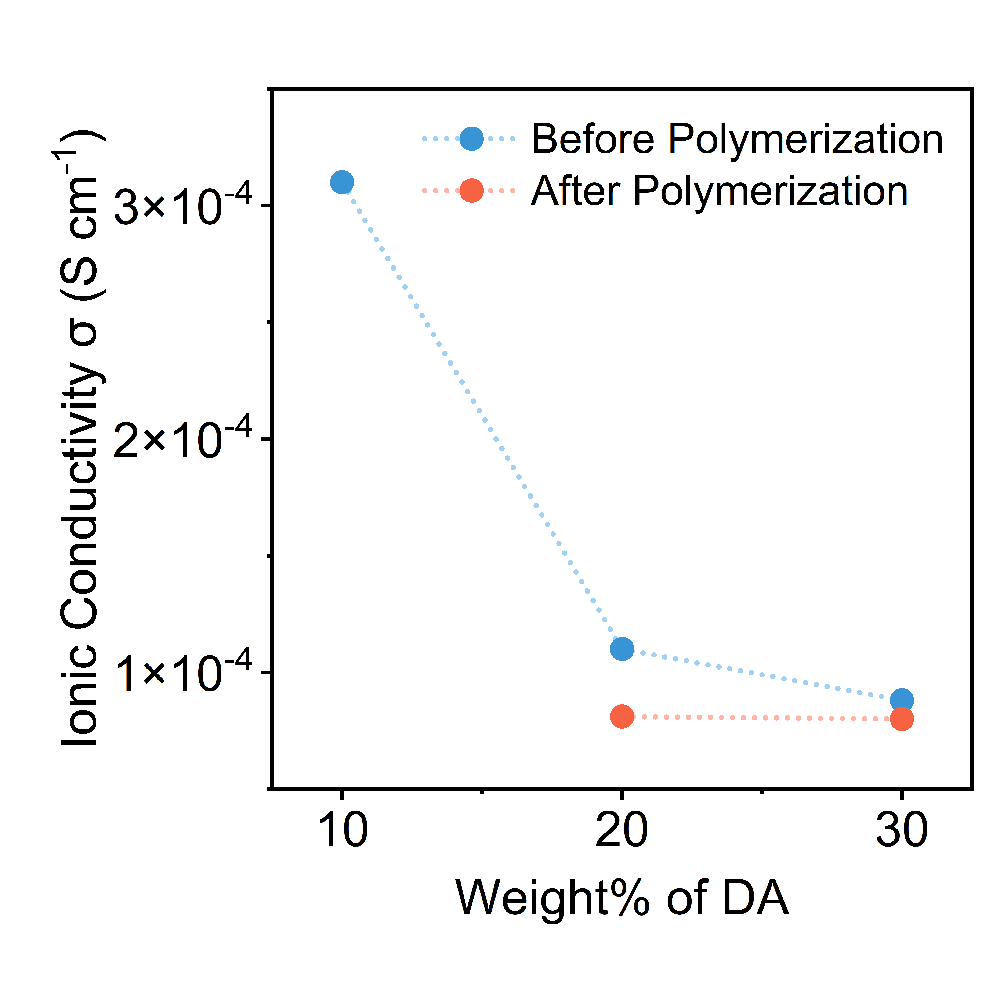 Ionic Conductivity σ (S cm⁻¹)
Before Polymerization
After Polymerization
3×10⁻⁴
2×10⁻⁴
1×10⁻⁴
10 20 30
Weight% of DA